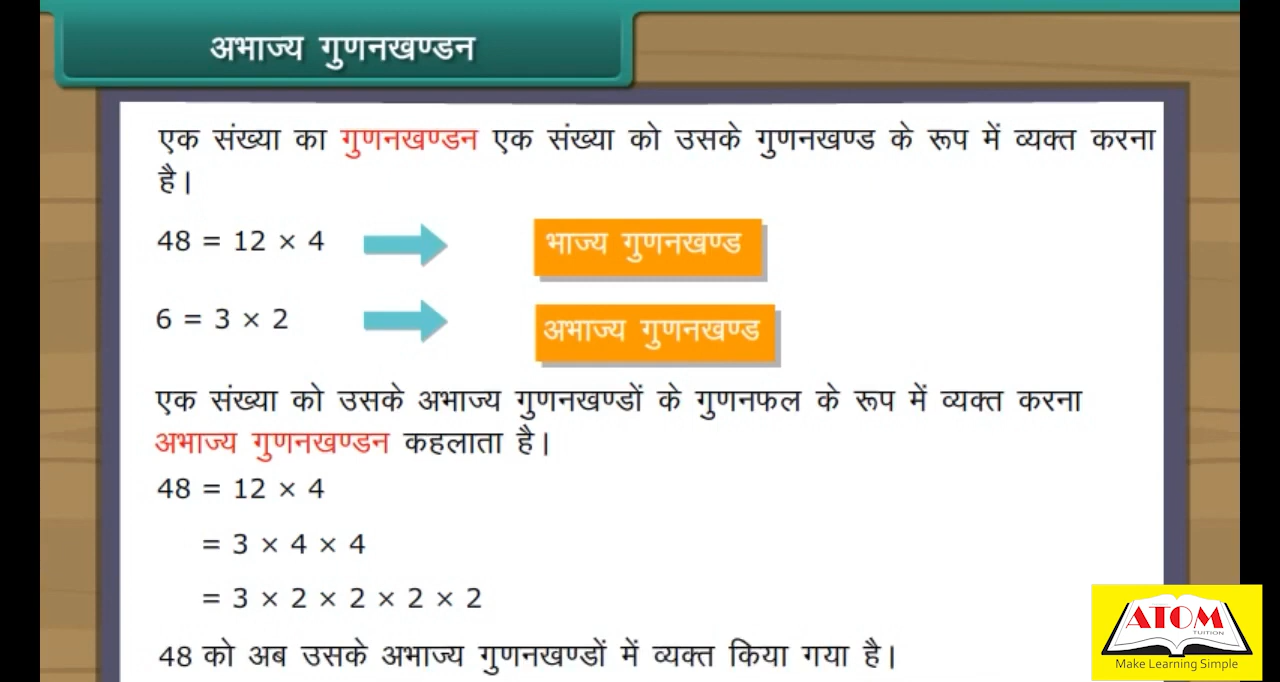 अभाज्य गुणनखण्डन
एक संख्या का गुणनखण्डन एक संख्या को उसके गुणनखण्ड के रूप में व्यक्त करना
है।
48 = 12 × 4
भाज्य गुणनखण्ड
6 = 3 × 2
अभाज्य गुणनखण्ड
एक संख्या को उसके अभाज्य गुणनखण्डों के गुणनफल के रूप में व्यक्त करना
अभाज्य गुणनखण्डन कहलाता है।
48 = 12 × 4
= 3 × 4 × 4
= 3 × 2 × 2 × 2 × 2
48 को अब उसके अभाज्य गुणनखण्डों में व्यक्त किया गया है।
ATOM
TUITION
Make Learning Simple